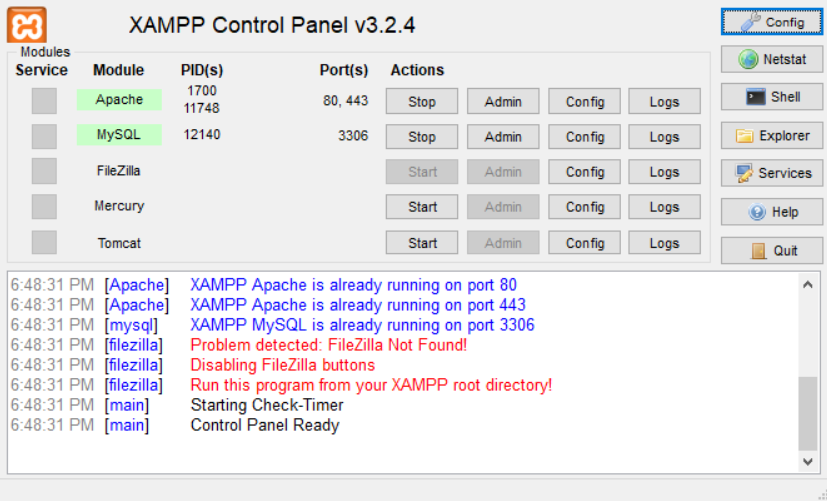 XAMPP Control Panel v3.2.4
Config
Modules
Service Module PID(s) Port(s) Actions
Netstat
Apache 1700 11748 80, 443 Stop Admin Config Logs
Shell
MySQL 12140 3306 Stop Admin Config Logs
Explorer
FileZilla Start Admin Config Logs
Services
Mercury Start Admin Config Logs
Help
Tomcat Start Admin Config Logs
Quit
6:48:31 PM [Apache] XAMPP Apache is already running on port 80
6:48:31 PM [Apache] XAMPP Apache is already running on port 443
6:48:31 PM [mysql] XAMPP MySQL is already running on port 3306
6:48:31 PM [filezilla] Problem detected: FileZilla Not Found!
6:48:31 PM [filezilla] Disabling FileZilla buttons
6:48:31 PM [filezilla] Run this program from your XAMPP root directory!
6:48:31 PM [main] Starting Check-Timer
6:48:31 PM [main] Control Panel Ready